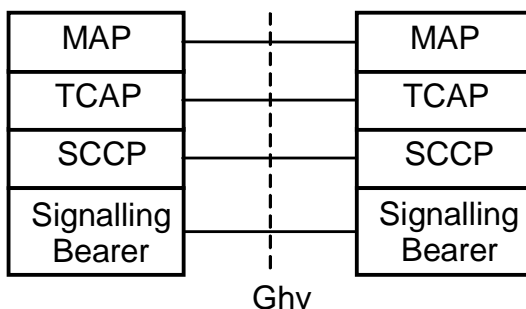 MAP MAP
TCAP TCAP
SCCP SCCP
Signalling Signalling
Bearer Bearer
Ghv